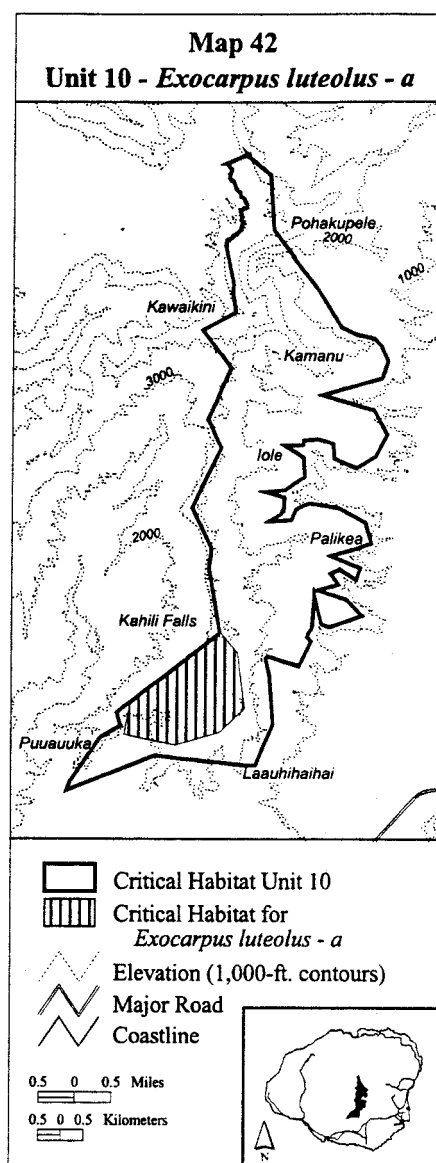 Map 42
Unit 10 - Exocarpus luteolus - a
Pohakupele
2000
1000
Kawaikini
Kamanu
3000
Iole
2000
Palikea
Kahili Falls
Puuauuka
Laauhihaihai
Critical Habitat Unit 10
Critical Habitat for
Exocarpus luteolus - a
Elevation (1,000-ft. contours)
Major Road
Coastline
0.5 0 0.5 Miles
0.5 0 0.5 Kilometers
N